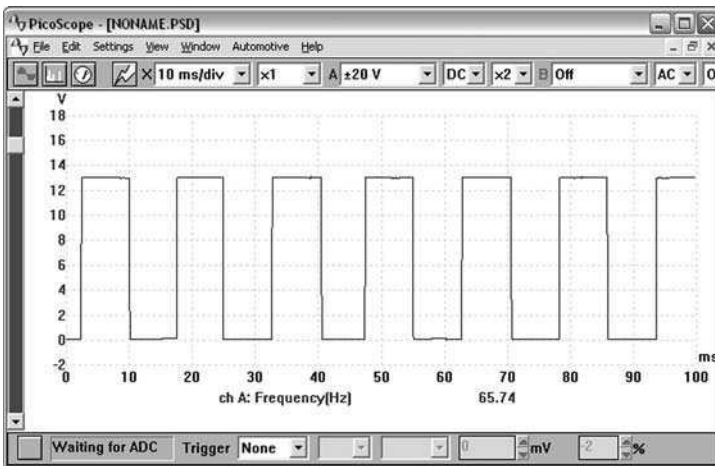 PicoScope - [NONAME.PSD]
File Edit Settings View Window Automotive Help
X 10 ms/div x1 A ±20 V DC x2 B Off AC
V
18
16
14
12
10
8
6
4
2
0
-2
0 10 20 30 40 50 60 70 80 90 100
ms
ch A: Frequency(Hz) 65.74
Waiting for ADC Trigger None 0 mV -2 %